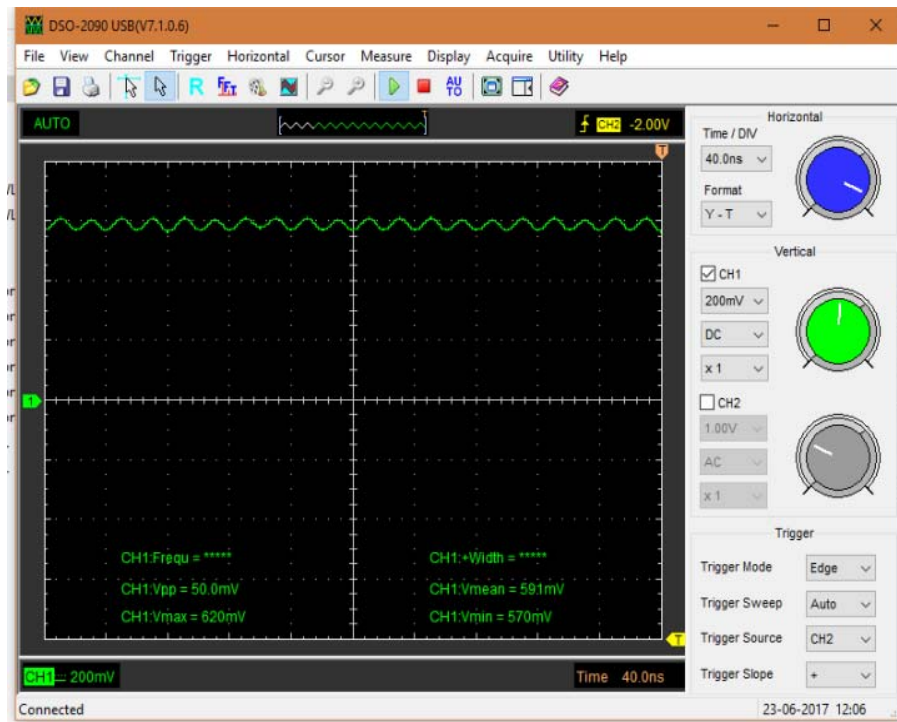 DSO-2090 USB(V7.1.0.6)
File View Channel Trigger Horizontal Cursor Measure Display Acquire Utility Help
R FFT AUTO
AUTO
T
CH2 -2.00V
T
1
CH1:Frequ = *****
CH1:+Width = *****
CH1:Vpp = 50.0mV
CH1:Vmean = 591mV
CH1:Vmax = 620mV
CH1:Vmin = 570mV
T
CH1 200mV
Time 40.0ns
Horizontal
Time / DIV
40.0ns
Format
Y - T
Vertical
CH1
200mV
DC
x 1
CH2
1.00V
AC
x 1
Trigger
Trigger Mode Edge
Trigger Sweep Auto
Trigger Source CH2
Trigger Slope +
Connected
23-06-2017 12:06